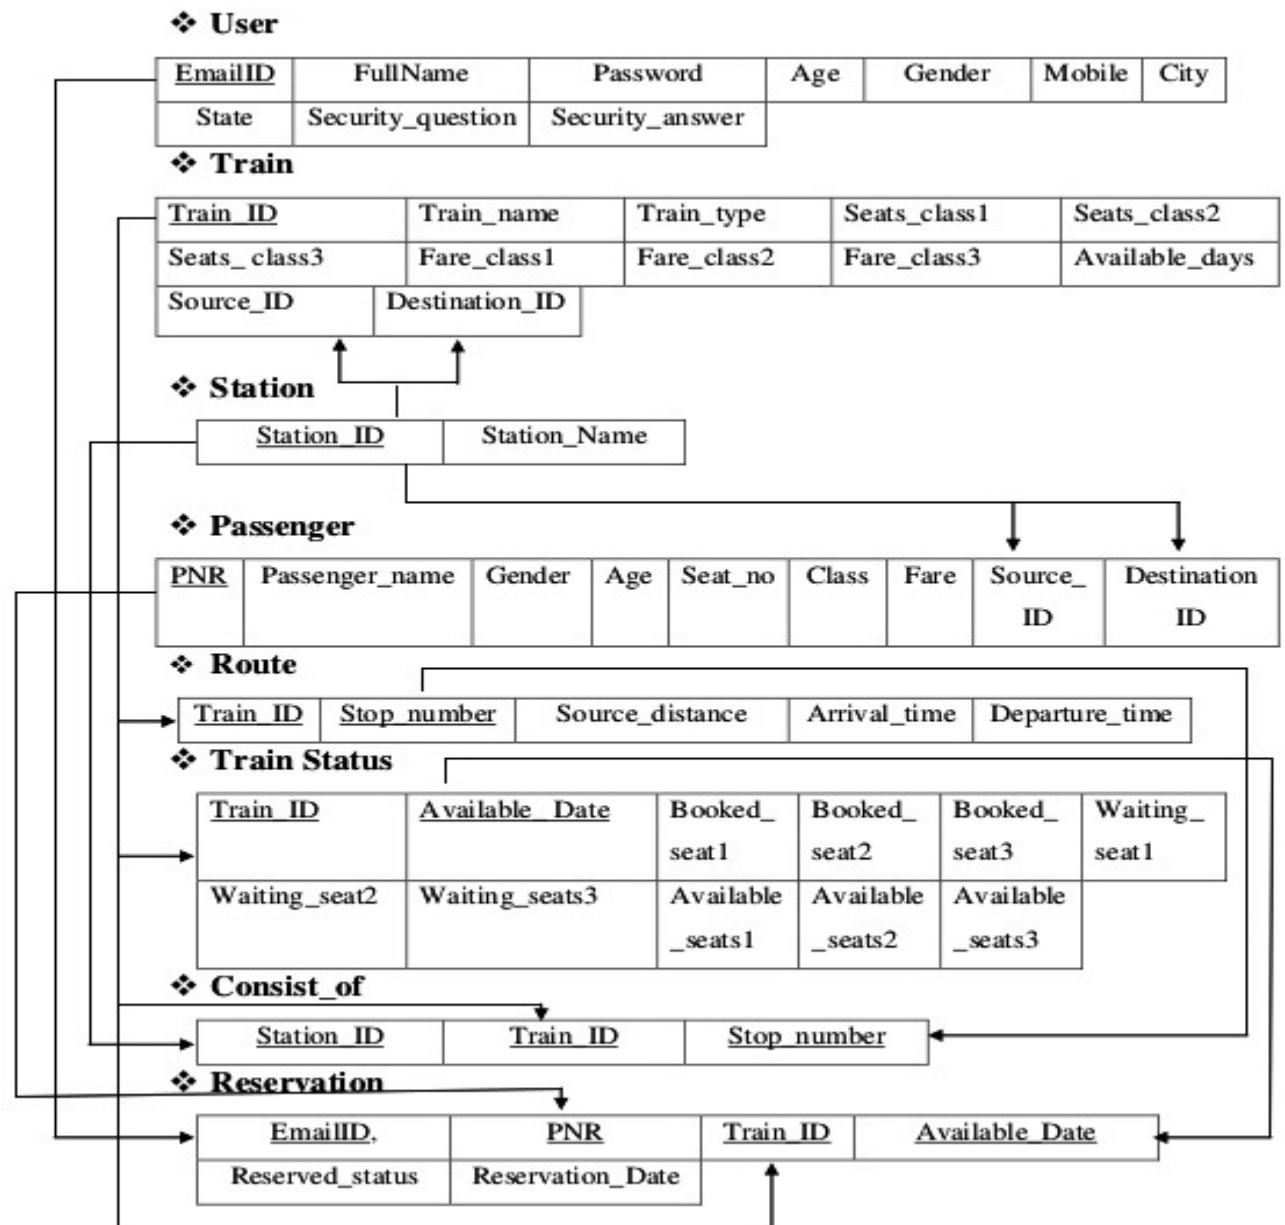 ❖ User
EmailID FullName Password Age Gender Mobile City
State Security_question Security_answer
❖ Train
Train_ID Train_name Train_type Seats_class1 Seats_class2
Seats_ class3 Fare_class1 Fare_class2 Fare_class3 Available_days
Source_ID Destination_ID
❖ Station
Station_ID Station_Name
❖ Passenger
PNR Passenger_name Gender Age Seat_no Class Fare Source_ Destination
ID ID
❖ Route
Train_ID Stop_number Source_distance Arrival_time Departure_time
❖ Train Status
Train_ID Available_ Date Booked_ Booked_ Booked_ Waiting_
seat1 seat2 seat3 seat1
Waiting_seat2 Waiting_seats3 Available Available Available
_seats1 _seats2 _seats3
❖ Consist_of
Station_ID Train_ID Stop_number
❖ Reservation
EmailID, PNR Train_ID Available_Date
Reserved_status Reservation_Date